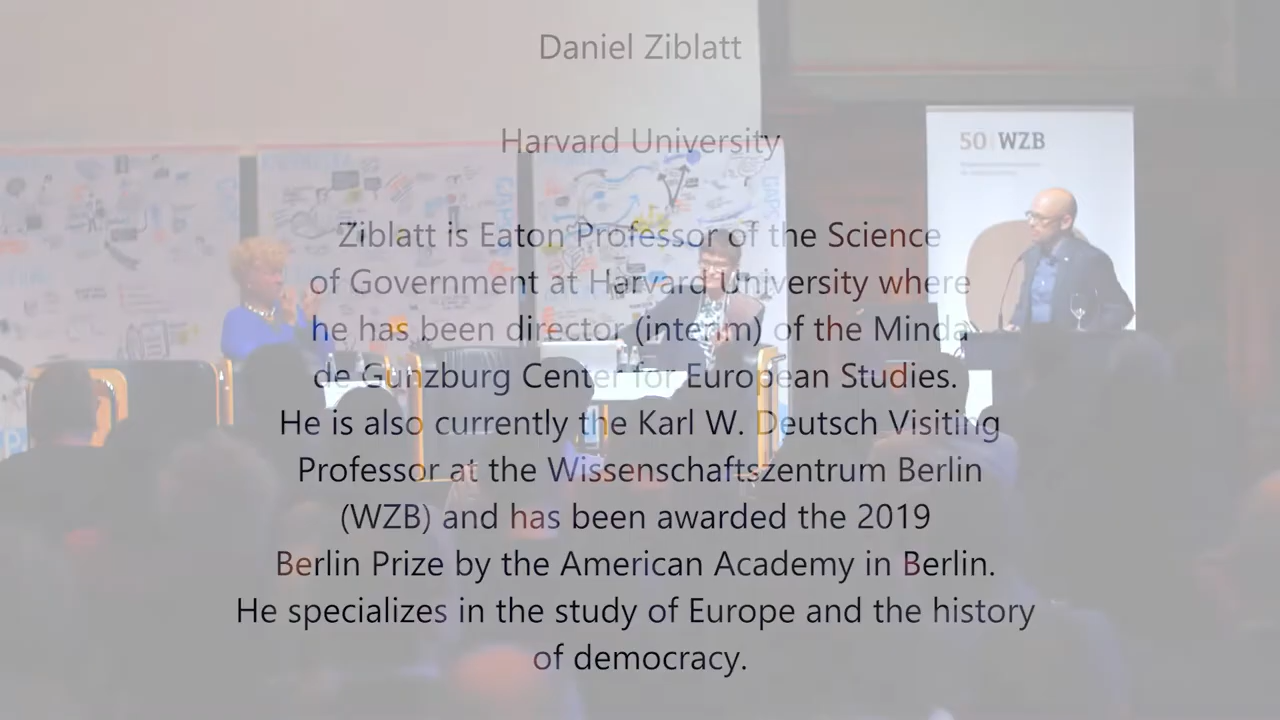 Daniel Ziblatt
Harvard University
50 WZB
Ziblatt is Eaton Professor of the Science
of Government at Harvard University where
he has been director (interim) of the Minda
de Gunzburg Center for European Studies.
He is also currently the Karl W. Deutsch Visiting
Professor at the Wissenschaftszentrum Berlin
(WZB) and has been awarded the 2019
Berlin Prize by the American Academy in Berlin.
He specializes in the study of Europe and the history
of democracy.